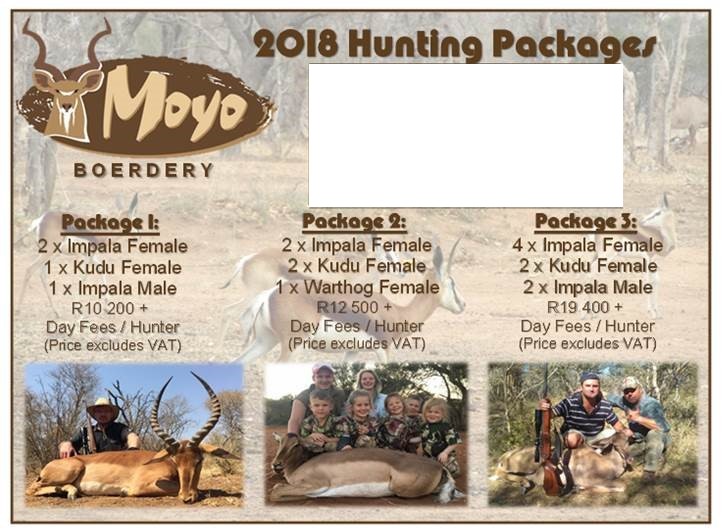 2018 Hunting Packages
Moyo
BOERDERY
Package 1:
2 x Impala Female
1 x Kudu Female
1 x Impala Male
R10 200 +
Day Fees / Hunter
(Price excludes VAT)
Package 2:
2 x Impala Female
2 x Kudu Female
1 x Warthog Female
R12 500 +
Day Fees / Hunter
(Price excludes VAT)
Package 3:
4 x Impala Female
2 x Kudu Female
2 x Impala Male
R19 400 +
Day Fees / Hunter
(Price excludes VAT)